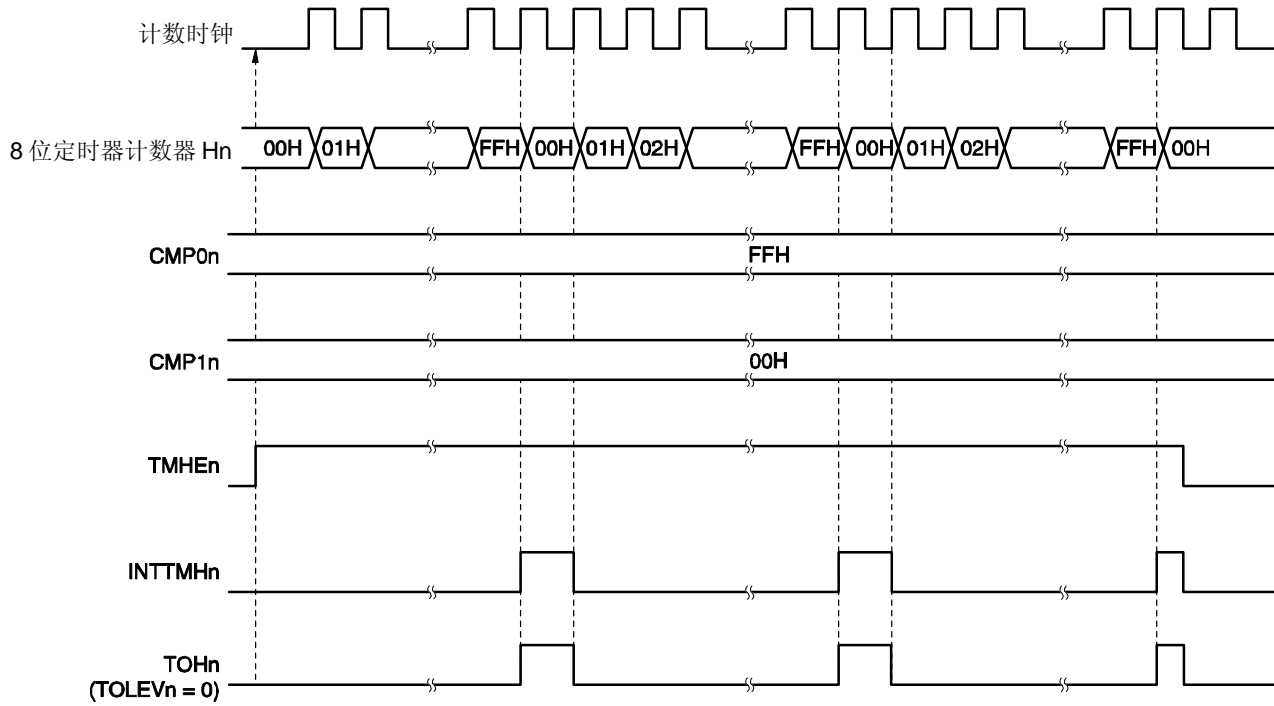 计数时钟
8 位定时器计数器 Hn 00H 01H FFH 00H 01H 02H FFH 00H 01H 02H FFH 00H
CMP0n FFH
CMP1n 00H
TMHEn
INTTMHn
TOHn
(TOLEVn = 0)